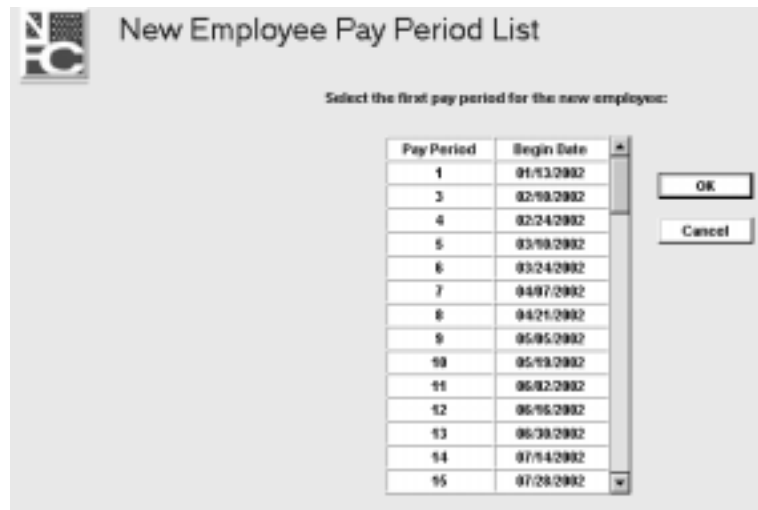 NFC
New Employee Pay Period List
Select the first pay period for the new employee:
Pay Period Begin Date
1 01/13/2002
3 02/10/2002
4 02/24/2002
5 03/10/2002
6 03/24/2002
7 04/07/2002
8 04/21/2002
9 05/05/2002
10 05/19/2002
11 06/02/2002
12 06/16/2002
13 06/30/2002
14 07/14/2002
15 07/28/2002
OK
Cancel